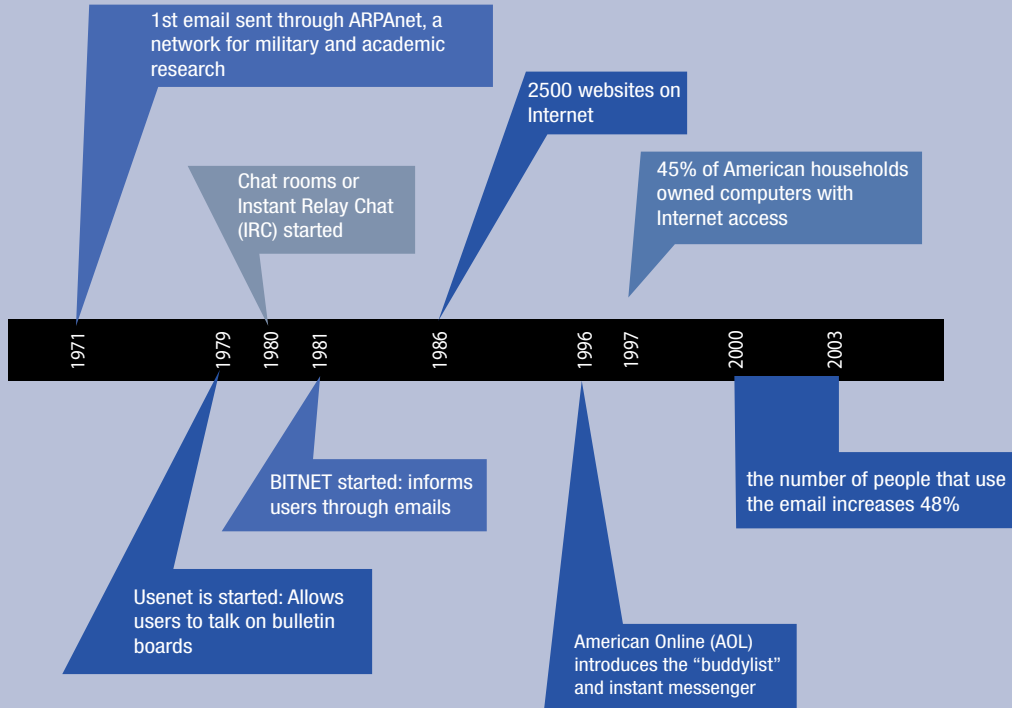 1st email sent through ARPAnet, a
network for military and academic
research
2500 websites on
Internet
Chat rooms or
Instant Relay Chat
(IRC) started
45% of American households
owned computers with
Internet access
1971
1979
1980
1981
1986
1996
1997
2000
2003
BITNET started: informs
users through emails
the number of people that use
the email increases 48%
Usenet is started: Allows
users to talk on bulletin
boards
American Online (AOL)
introduces the “buddylist”
and instant messenger